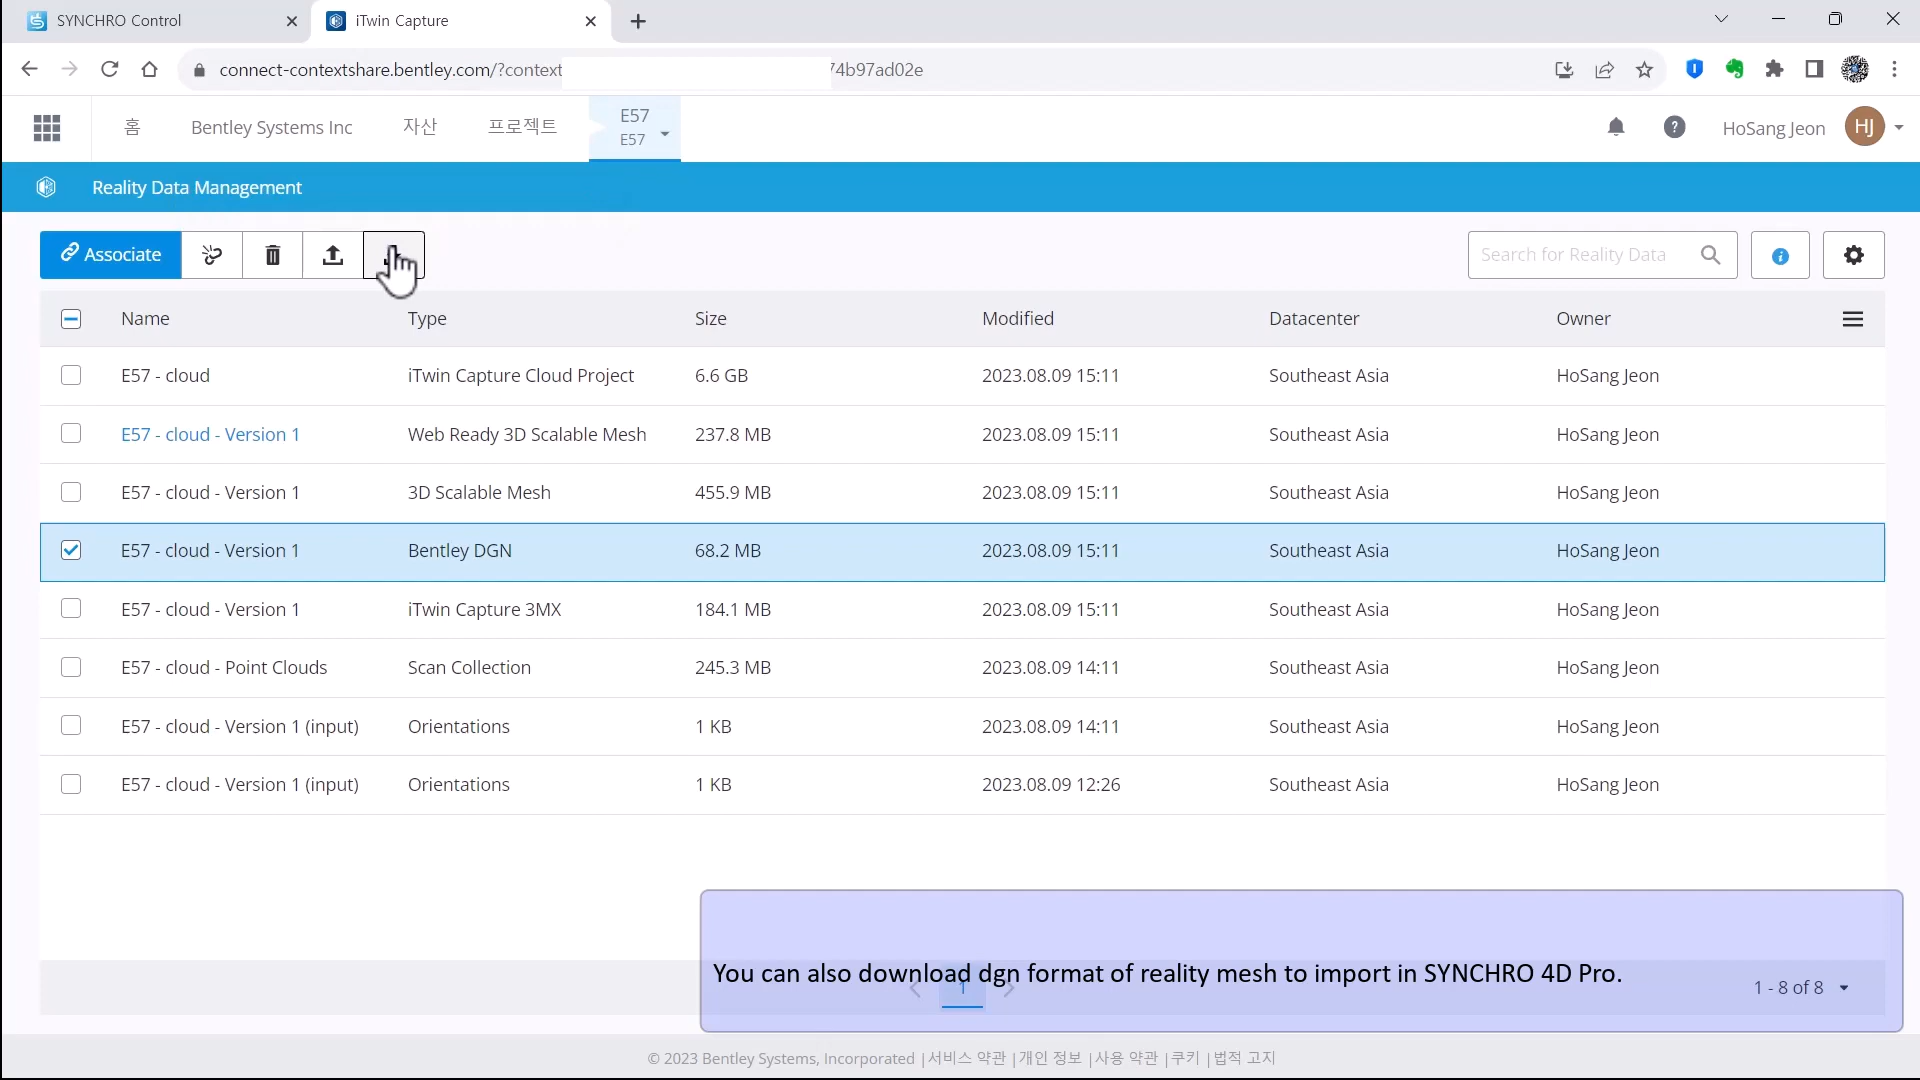 SYNCHRO Control
iTwin Capture
connect-contextshare.bentley.com/?context
74b97ad02e
홈
Bentley Systems Inc
자산
프로젝트
E57
E57
HoSang Jeon
HJ
Reality Data Management
Associate
Search for Reality Data
Name Type Size Modified Datacenter Owner
E57 - cloud iTwin Capture Cloud Project 6.6 GB 2023.08.09 15:11 Southeast Asia HoSang Jeon
E57 - cloud - Version 1 Web Ready 3D Scalable Mesh 237.8 MB 2023.08.09 15:11 Southeast Asia HoSang Jeon
E57 - cloud - Version 1 3D Scalable Mesh 455.9 MB 2023.08.09 15:11 Southeast Asia HoSang Jeon
E57 - cloud - Version 1 Bentley DGN 68.2 MB 2023.08.09 15:11 Southeast Asia HoSang Jeon
E57 - cloud - Version 1 iTwin Capture 3MX 184.1 MB 2023.08.09 15:11 Southeast Asia HoSang Jeon
E57 - cloud - Point Clouds Scan Collection 245.3 MB 2023.08.09 14:11 Southeast Asia HoSang Jeon
E57 - cloud - Version 1 (input) Orientations 1 KB 2023.08.09 14:11 Southeast Asia HoSang Jeon
E57 - cloud - Version 1 (input) Orientations 1 KB 2023.08.09 12:26 Southeast Asia HoSang Jeon
You can also download dgn format of reality mesh to import in SYNCHRO 4D Pro.
1
1 - 8 of 8
© 2023 Bentley Systems, Incorporated |서비스 약관 |개인 정보 |사용 약관 |쿠키 |법적 고지